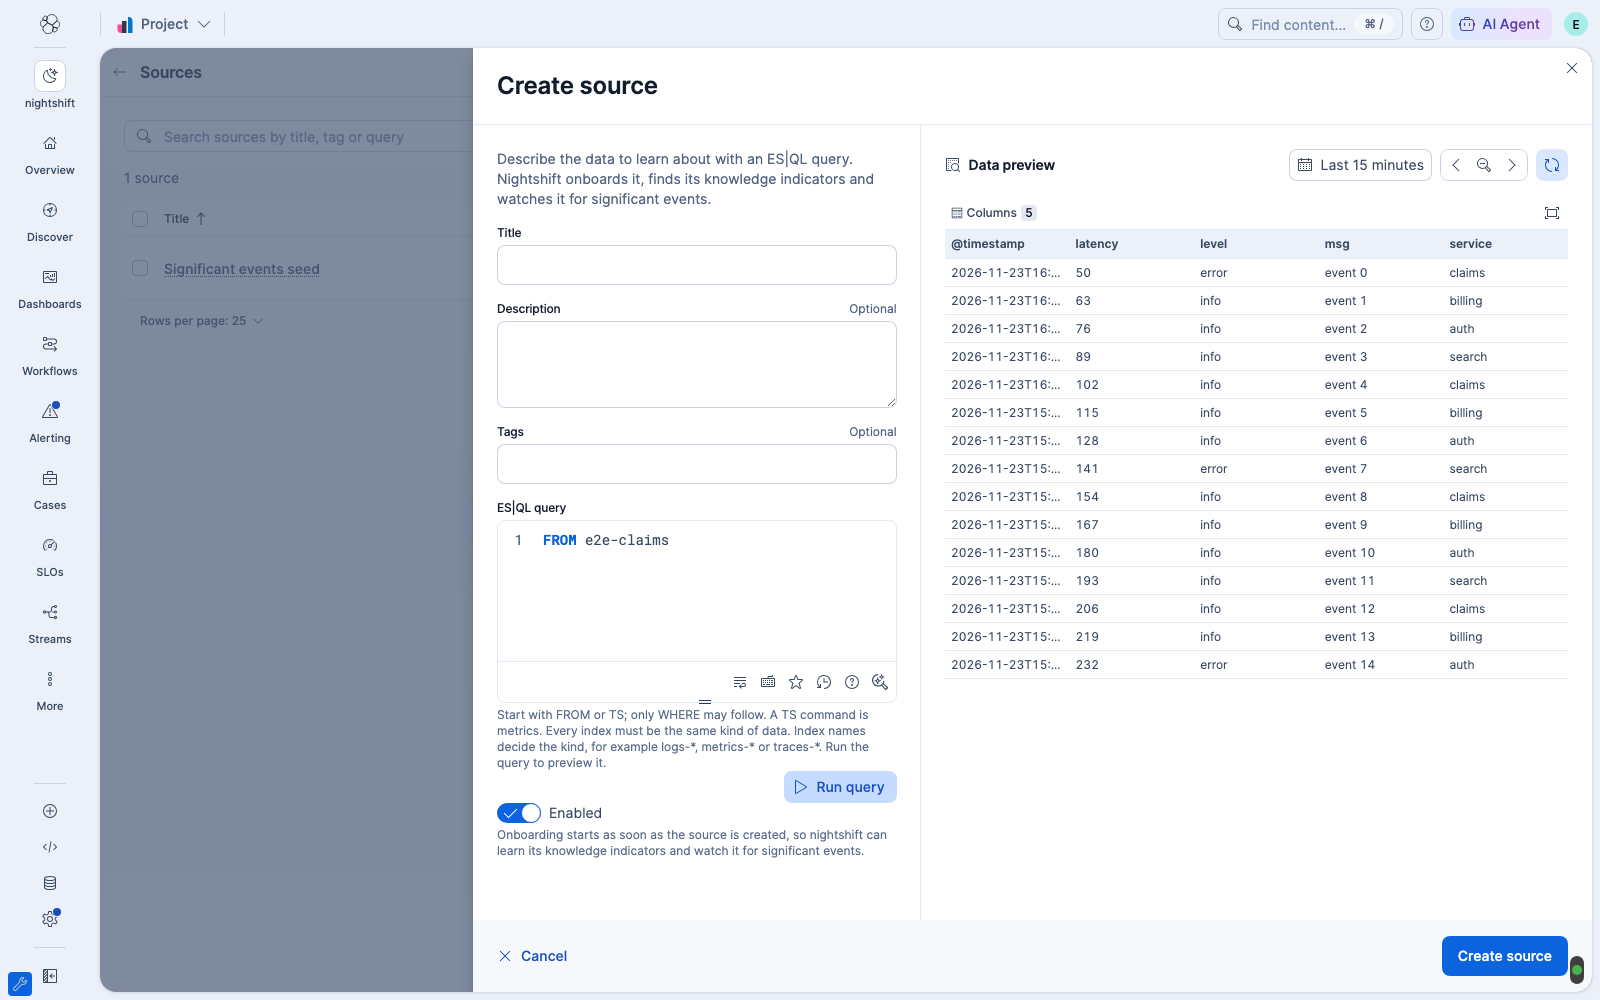 Project
Find content...
⌘ /
AI Agent
E
nightshift
Overview
Discover
Dashboards
Workflows
Alerting
Cases
SLOs
Streams
More
Sources
Search sources by title, tag or query
1 source
Title
Significant events seed
Rows per page: 25
Create source
Describe the data to learn about with an ES|QL query.
Nightshift onboards it, finds its knowledge indicators and
watches it for significant events.
Title
Description Optional
Tags Optional
ES|QL query
1 FROM e2e-claims
Start with FROM or TS; only WHERE may follow. A TS command is
metrics. Every index must be the same kind of data. Index names
decide the kind, for example logs-*, metrics-* or traces-*. Run the
query to preview it.
Run query
Enabled
Onboarding starts as soon as the source is created, so nightshift can
learn its knowledge indicators and watch it for significant events.
Data preview
Last 15 minutes
Columns 5
@timestamp latency level msg service
2026-11-23T16:... 50 error event 0 claims
2026-11-23T16:... 63 info event 1 billing
2026-11-23T16:... 76 info event 2 auth
2026-11-23T16:... 89 info event 3 search
2026-11-23T16:... 102 info event 4 claims
2026-11-23T15:... 115 info event 5 billing
2026-11-23T15:... 128 info event 6 auth
2026-11-23T15:... 141 error event 7 search
2026-11-23T15:... 154 info event 8 claims
2026-11-23T15:... 167 info event 9 billing
2026-11-23T15:... 180 info event 10 auth
2026-11-23T15:... 193 info event 11 search
2026-11-23T15:... 206 info event 12 claims
2026-11-23T15:... 219 info event 13 billing
2026-11-23T15:... 232 error event 14 auth
Cancel
Create source